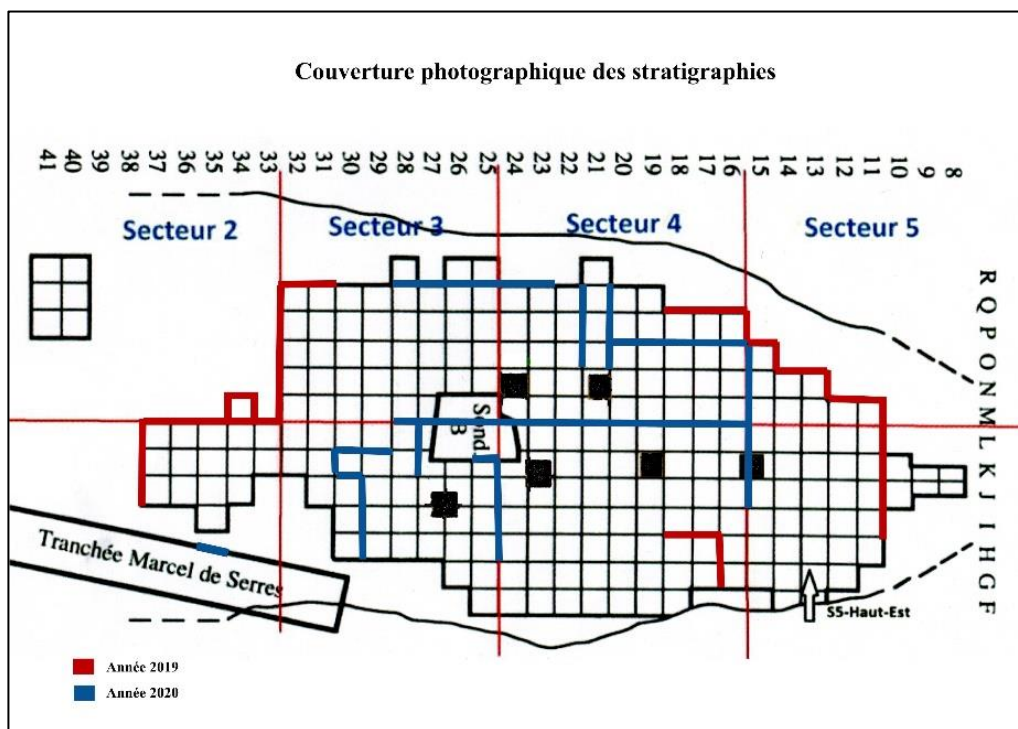 Couverture photographique des stratigraphies
41 40 39 38 37 36 35 34 33 32 31 30 29 28 27 26 25 24 23 21 20 19 18 17 16 15 14 13 12 11 10 9 8
Secteur 2
Secteur 3
Secteur 4
Secteur 5
R Q P O N M L K J I H G F
Sond
B
Tranchée Marcel de Serres
S5-Haut-Est
Année 2019
Année 2020